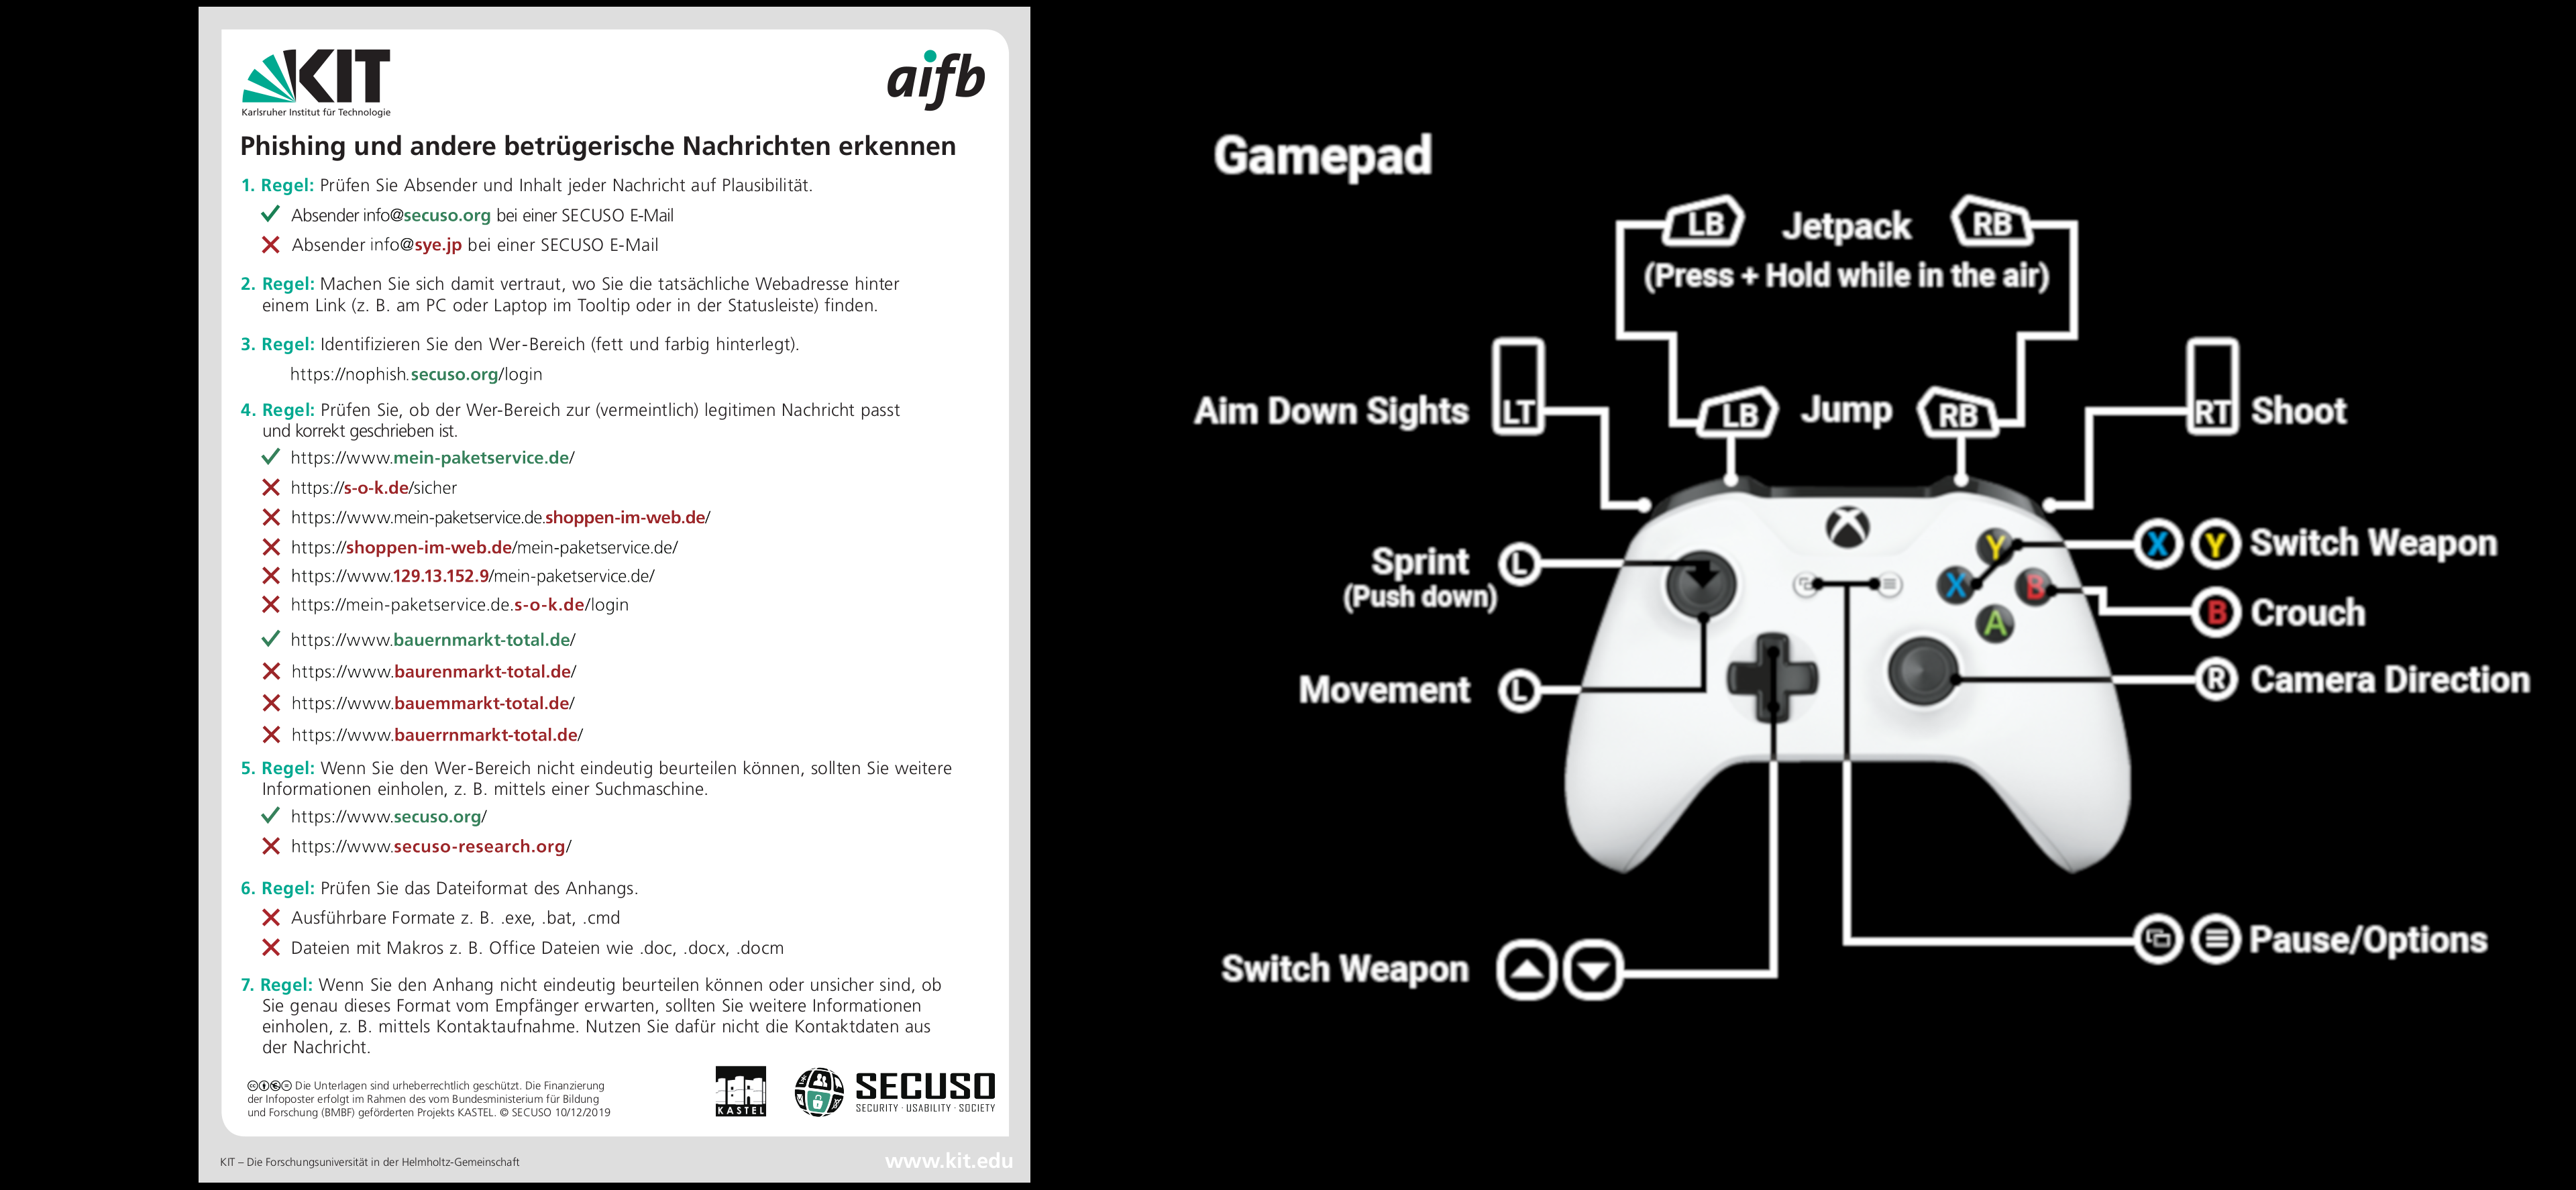 KIT
Karlsruher Institut für Technologie
aifb
Phishing und andere betrügerische Nachrichten erkennen
1. Regel: Prüfen Sie Absender und Inhalt jeder Nachricht auf Plausibilität.
Absender info@secuso.org bei einer SECUSO E-Mail
Absender info@sye.jp bei einer SECUSO E-Mail
2. Regel: Machen Sie sich damit vertraut, wo Sie die tatsächliche Webadresse hinter
einem Link (z. B. am PC oder Laptop im Tooltip oder in der Statusleiste) finden.
3. Regel: Identifizieren Sie den Wer-Bereich (fett und farbig hinterlegt).
https://nophish.secuso.org/login
4. Regel: Prüfen Sie, ob der Wer-Bereich zur (vermeintlich) legitimen Nachricht passt
und korrekt geschrieben ist.
https://www.mein-paketservice.de/
https://s-o-k.de/sicher
https://www.mein-paketservice.de.shoppen-im-web.de/
https://shoppen-im-web.de/mein-paketservice.de/
https://www.129.13.152.9/mein-paketservice.de/
https://mein-paketservice.de.s-o-k.de/login
https://www.bauernmarkt-total.de/
https://www.baurenmarkt-total.de/
https://www.bauemmarkt-total.de/
https://www.bauerrnmarkt-total.de/
5. Regel: Wenn Sie den Wer-Bereich nicht eindeutig beurteilen können, sollten Sie weitere
Informationen einholen, z. B. mittels einer Suchmaschine.
https://www.secuso.org/
https://www.secuso-research.org/
6. Regel: Prüfen Sie das Dateiformat des Anhangs.
Ausführbare Formate z. B. .exe, .bat, .cmd
Dateien mit Makros z. B. Office Dateien wie .doc, .docx, .docm
7. Regel: Wenn Sie den Anhang nicht eindeutig beurteilen können oder unsicher sind, ob
Sie genau dieses Format vom Empfänger erwarten, sollten Sie weitere Informationen
einholen, z. B. mittels Kontaktaufnahme. Nutzen Sie dafür nicht die Kontaktdaten aus
der Nachricht.
Die Unterlagen sind urheberrechtlich geschützt. Die Finanzierung
der Infoposter erfolgt im Rahmen des vom Bundesministerium für Bildung
und Forschung (BMBF) geförderten Projekts KASTEL. © SECUSO 10/12/2019
KASTEL
SECUSO
SECURITY · USABILITY · SOCIETY
KIT – Die Forschungsuniversität in der Helmholtz-Gemeinschaft
www.kit.edu
Gamepad
LB Jetpack RB
(Press + Hold while in the air)
Aim Down Sights LT
LB Jump RB
RT Shoot
Sprint L
(Push down)
Movement L
Y
X B
A
X Y Switch Weapon
B Crouch
R Camera Direction
Switch Weapon
Pause/Options